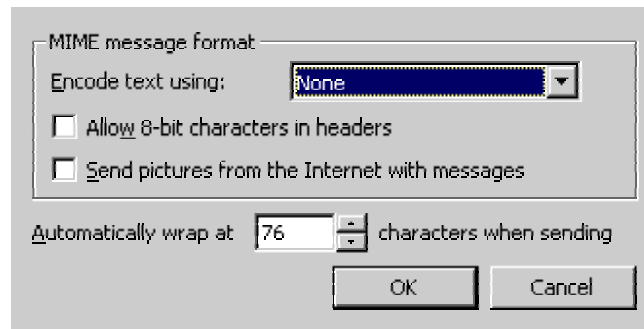 MIME message format
Encode text using: None
Allow 8-bit characters in headers
Send pictures from the Internet with messages
Automatically wrap at 76 characters when sending
OK Cancel